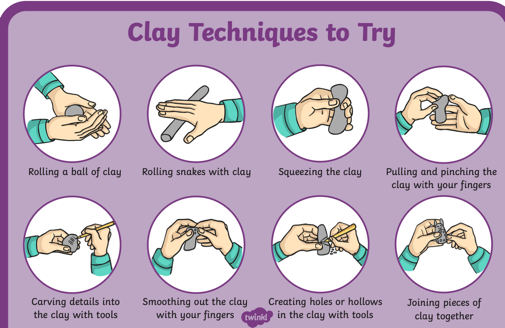 Clay Techniques to Try
Rolling a ball of clay
Rolling snakes with clay
Squeezing the clay
Pulling and pinching the
clay with your fingers
Carving details into
the clay with tools
Smoothing out the clay
with your fingers
Creating holes or hollows
in the clay with tools
Joining pieces of
clay together
twinkl